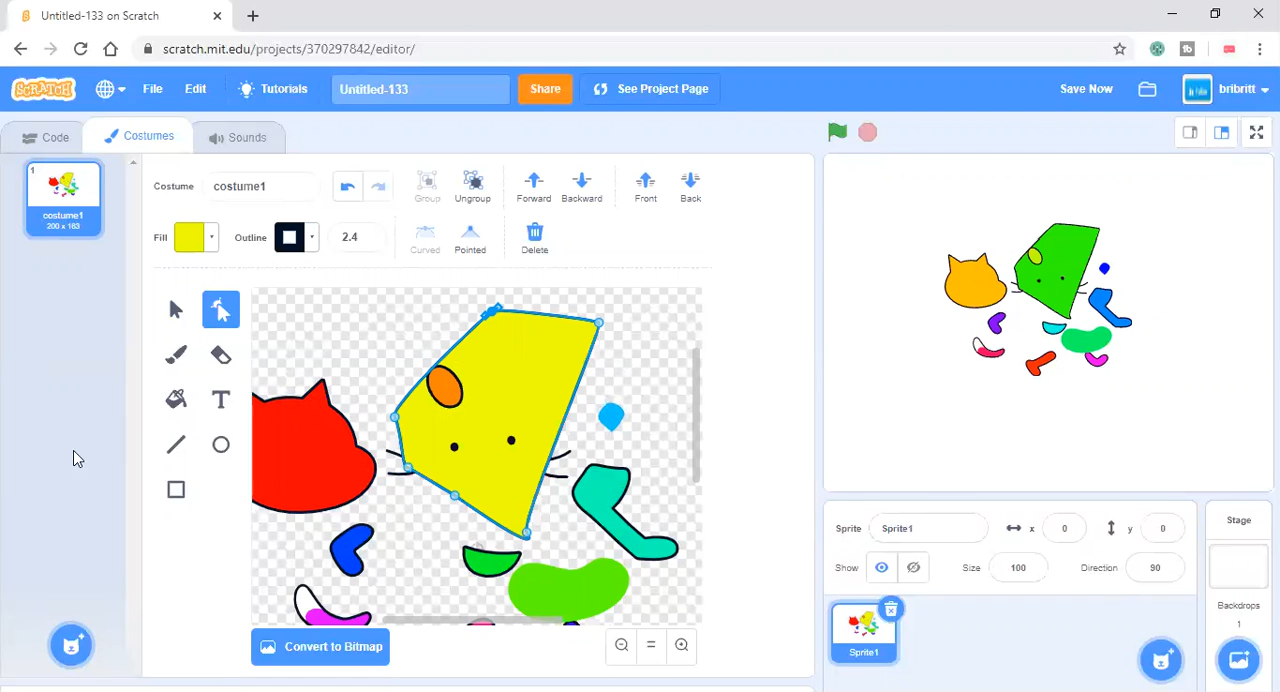 Untitled-133 on Scratch
scratch.mit.edu/projects/370297842/editor/
SCRATCH
File
Edit
Tutorials
Untitled-133
Share
See Project Page
Save Now
bribritt
Code
Costumes
Sounds
1
costume1
200 x 163
Costume
costume1
Group
Ungroup
Forward
Backward
Front
Back
Fill
Outline
2.4
Curved
Pointed
Delete
T
Convert to Bitmap
Sprite
Sprite1
x
0
y
0
Show
Size
100
Direction
90
Sprite1
Stage
Backdrops
1